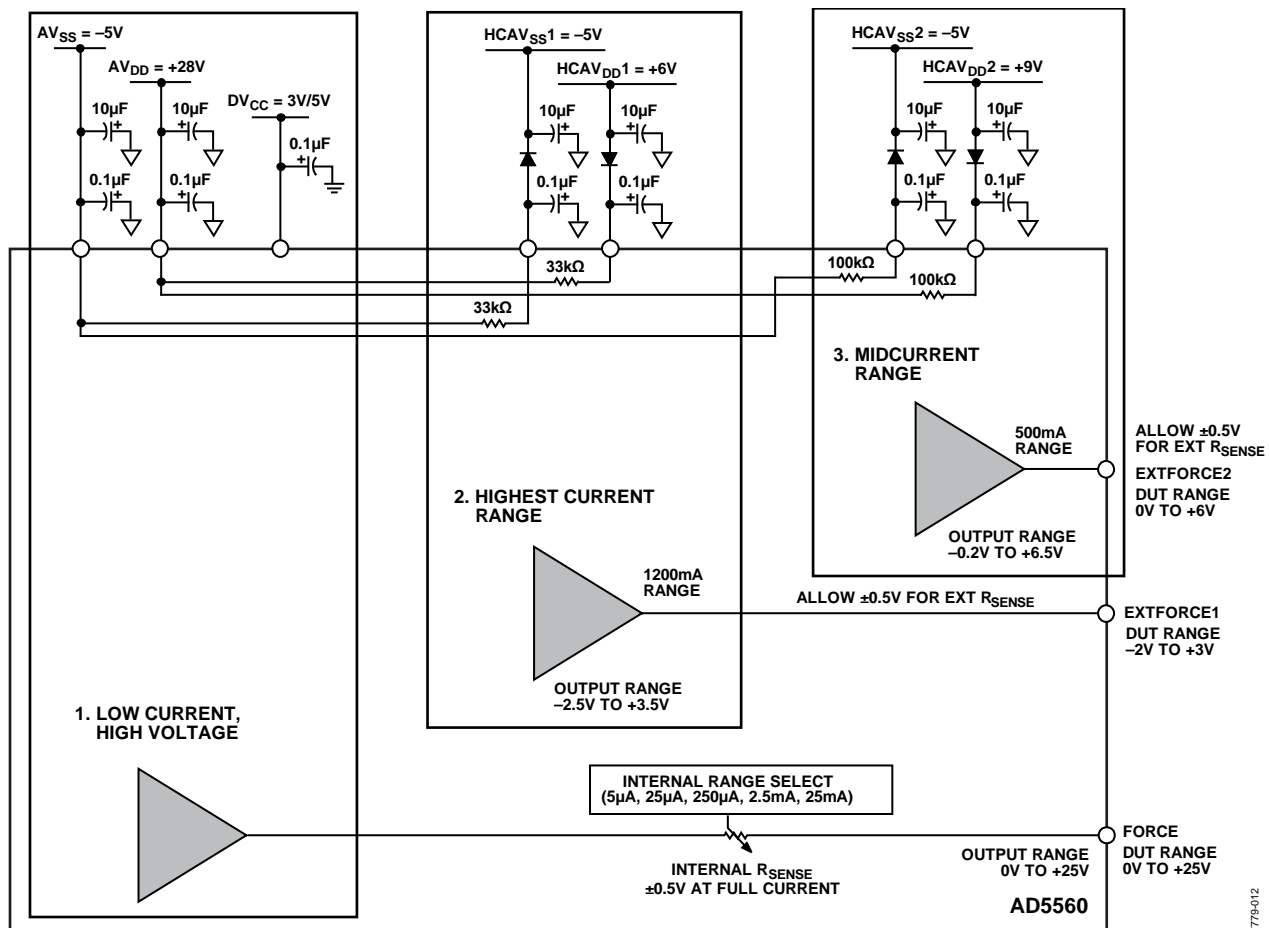 AVSS = –5V
AVDD = +28V
DVCC = 3V/5V
10µF
10µF
0.1µF
0.1µF
0.1µF
HCAVSS1 = –5V
HCAVDD1 = +6V
10µF
10µF
0.1µF
0.1µF
HCAVSS2 = –5V
HCAVDD2 = +9V
10µF
10µF
0.1µF
0.1µF
33kΩ
33kΩ
100kΩ
100kΩ
3. MIDCURRENT
RANGE
500mA
RANGE
OUTPUT RANGE
–0.2V TO +6.5V
ALLOW ±0.5V
FOR EXT RSENSE
EXTFORCE2
DUT RANGE
0V TO +6V
2. HIGHEST CURRENT
RANGE
1200mA
RANGE
OUTPUT RANGE
–2.5V TO +3.5V
ALLOW ±0.5V FOR EXT RSENSE
EXTFORCE1
DUT RANGE
–2V TO +3V
1. LOW CURRENT,
HIGH VOLTAGE
INTERNAL RANGE SELECT
(5µA, 25µA, 250µA, 2.5mA, 25mA)
INTERNAL RSENSE
±0.5V AT FULL CURRENT
OUTPUT RANGE
0V TO +25V
FORCE
DUT RANGE
0V TO +25V
AD5560
779-012